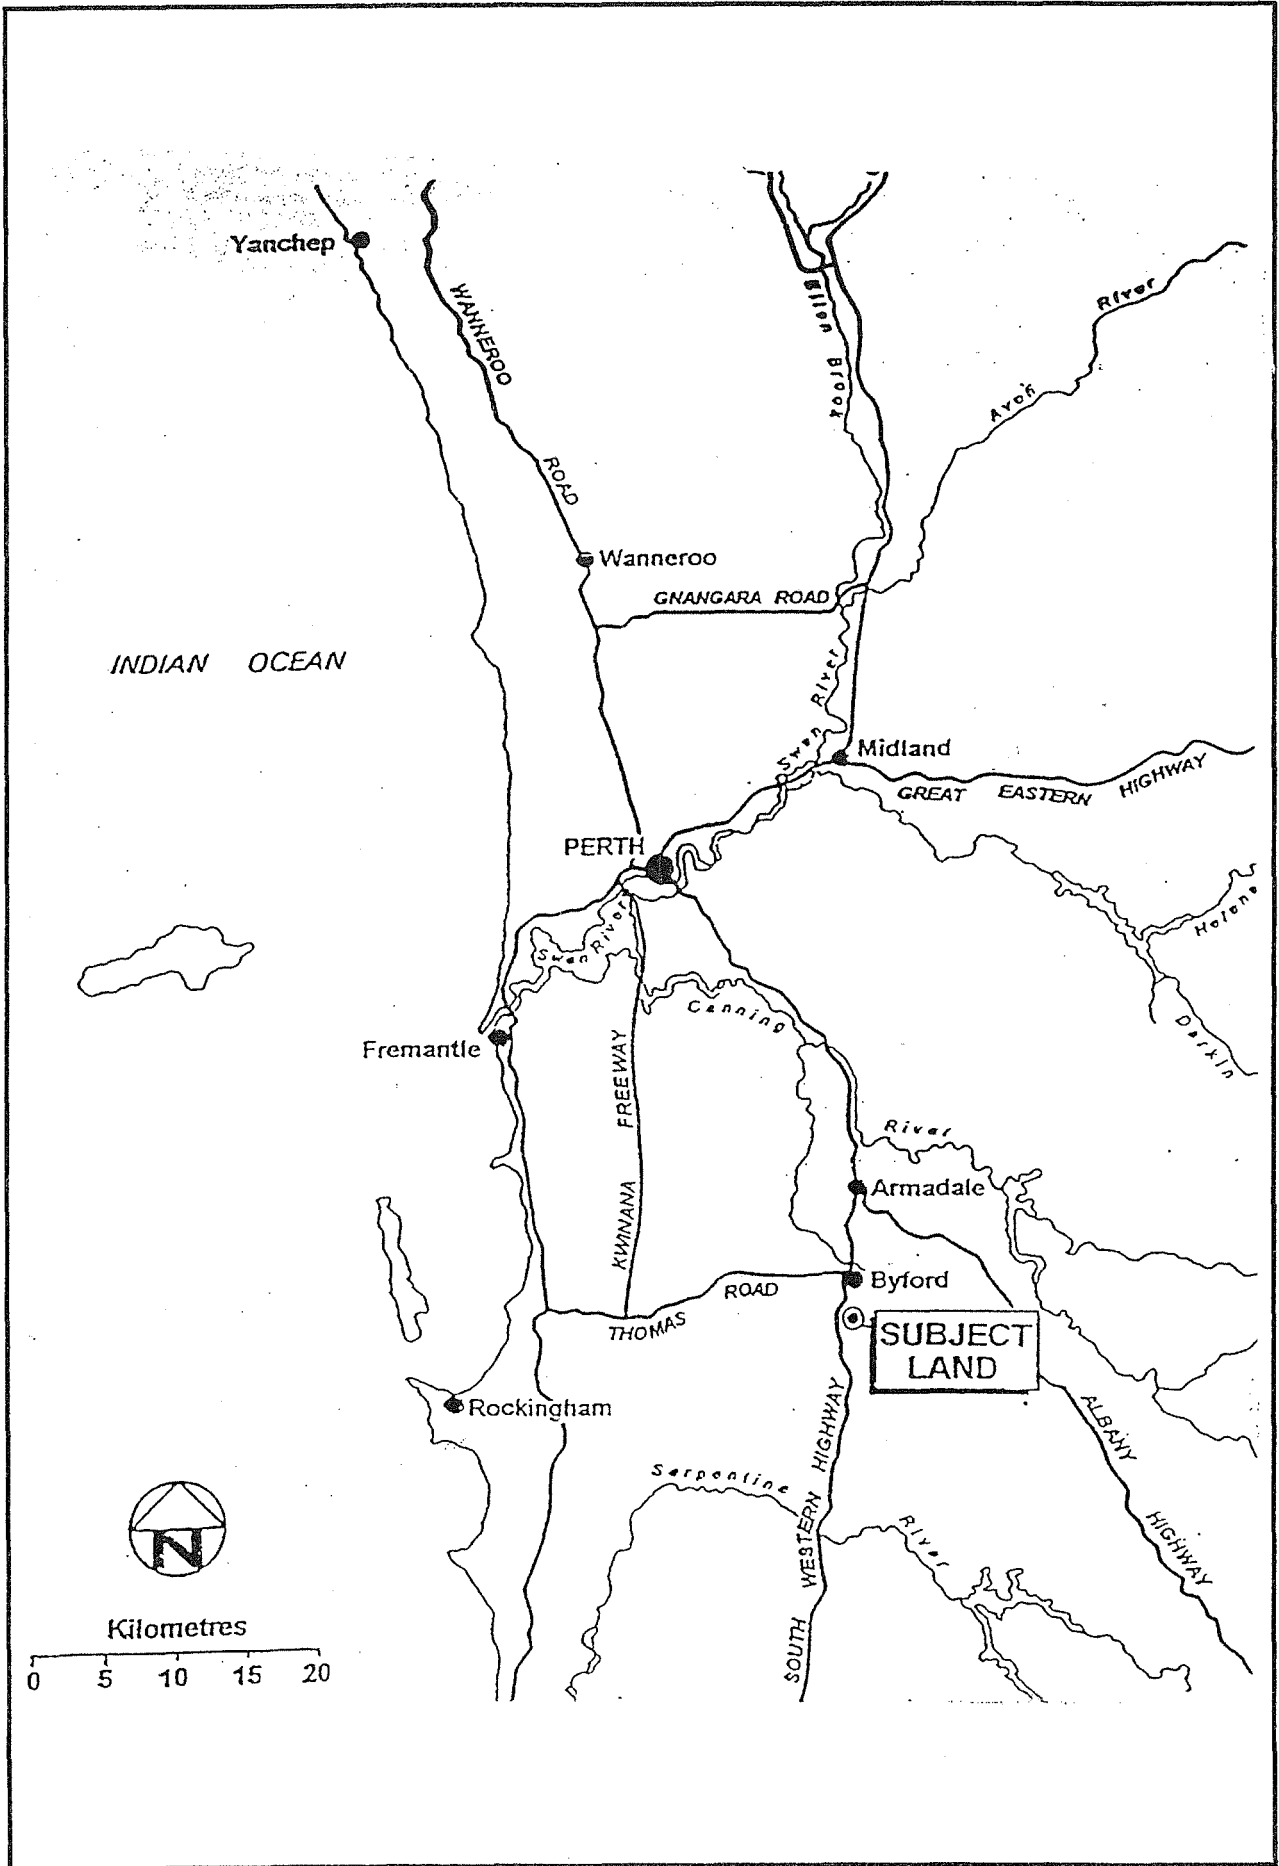 Yanchep
WANNEROO
ROAD
Ellen Brook
Avon
River
Wanneroo
GNANGARA ROAD
INDIAN OCEAN
Swan
River
Midland
GREAT EASTERN HIGHWAY
PERTH
Swan River
Helena
Canning
Darkin
Fremantle
KWINANA FREEWAY
River
Armadale
Byford
THOMAS ROAD
SUBJECT
LAND
Rockingham
ALBANY
HIGHWAY
Serpentine
River
SOUTH WESTERN HIGHWAY
N
Kilometres
0 5 10 15 20